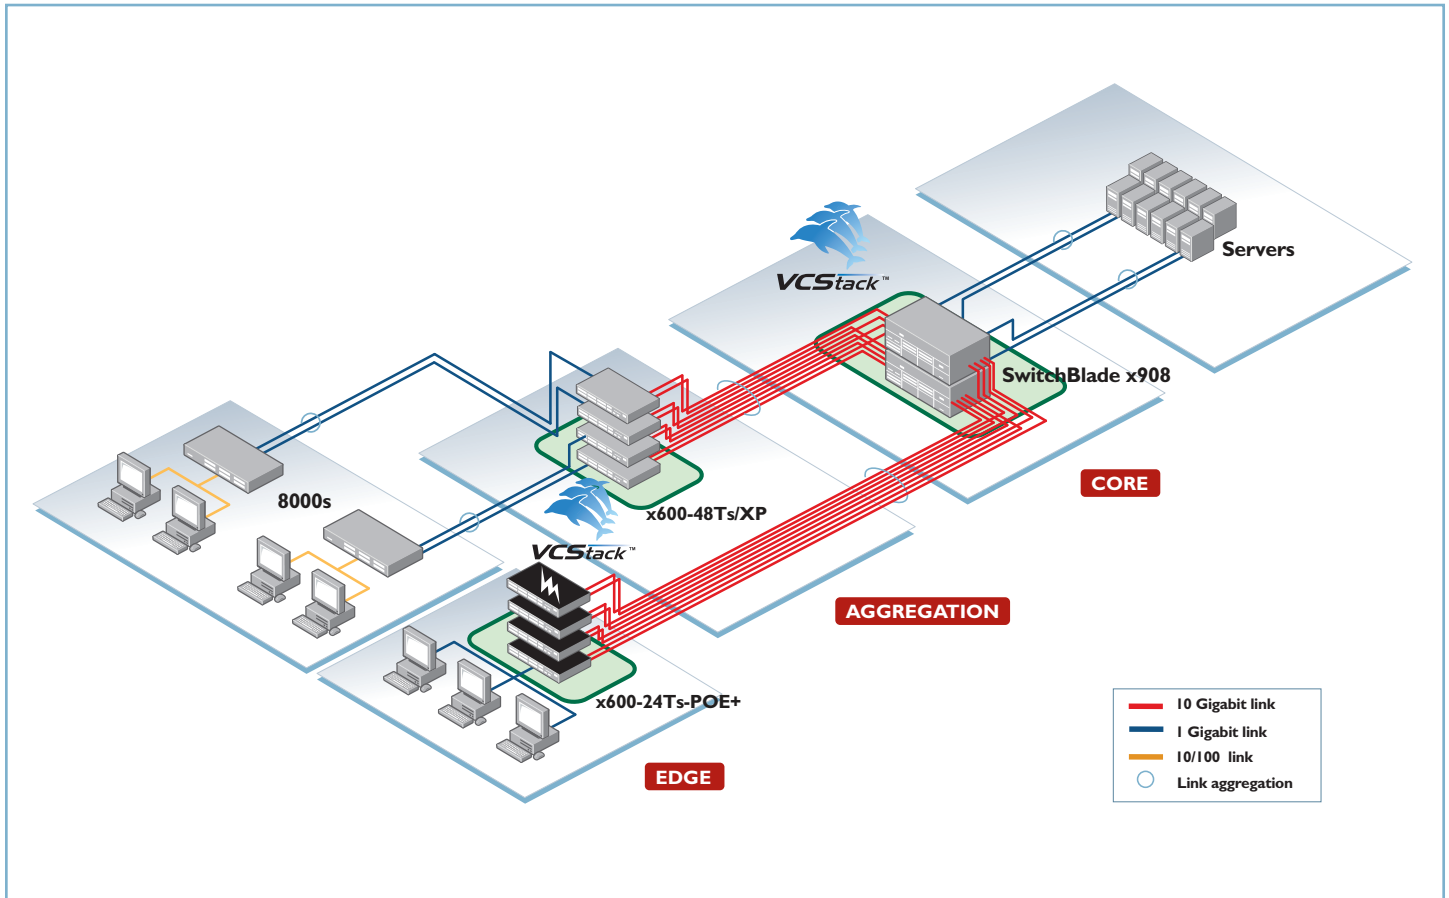 Servers
VCStack™
SwitchBlade x908
CORE
8000s
x600-48Ts/XP
VCStack™
AGGREGATION
x600-24Ts-POE+
EDGE
10 Gigabit link
1 Gigabit link
10/100 link
Link aggregation